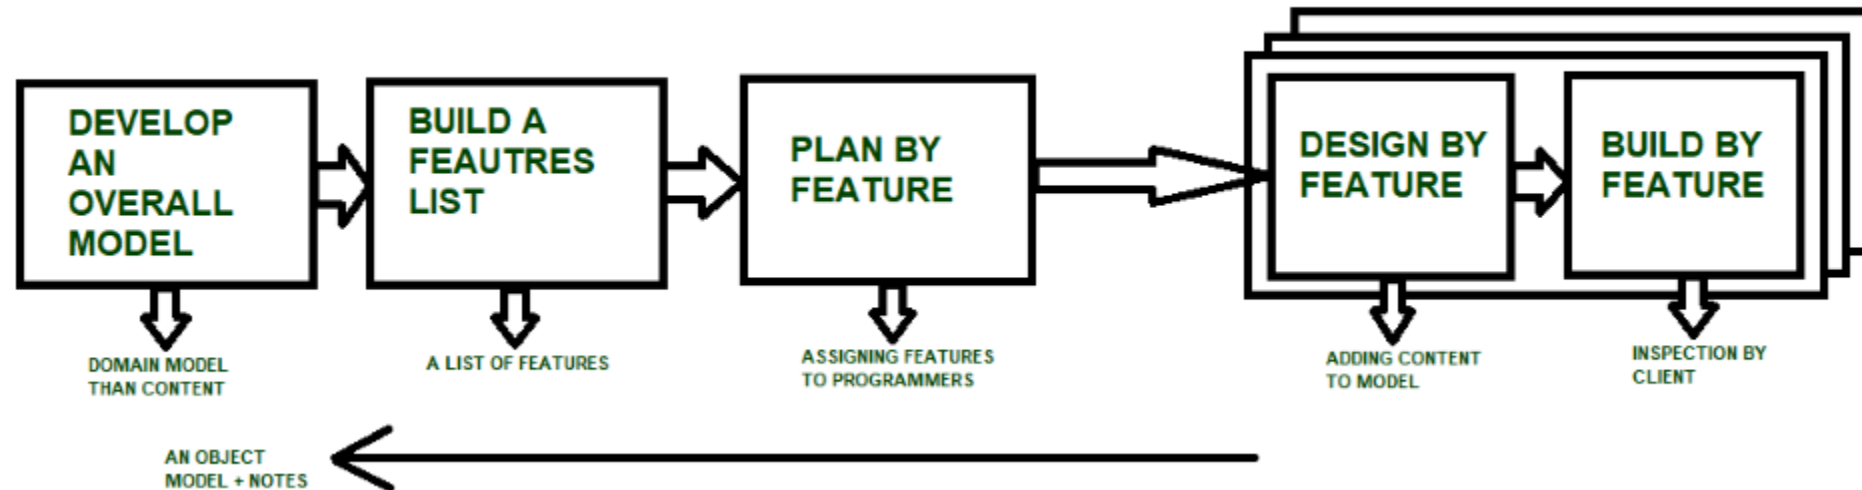 DEVELOP
AN
OVERALL
MODEL
BUILD A
FEAUTRES
LIST
PLAN BY
FEATURE
DESIGN BY
FEATURE
BUILD BY
FEATURE
DOMAIN MODEL
THAN CONTENT
A LIST OF FEATURES
ASSIGNING FEATURES
TO PROGRAMMERS
ADDING CONTENT
TO MODEL
INSPECTION BY
CLIENT
AN OBJECT
MODEL + NOTES